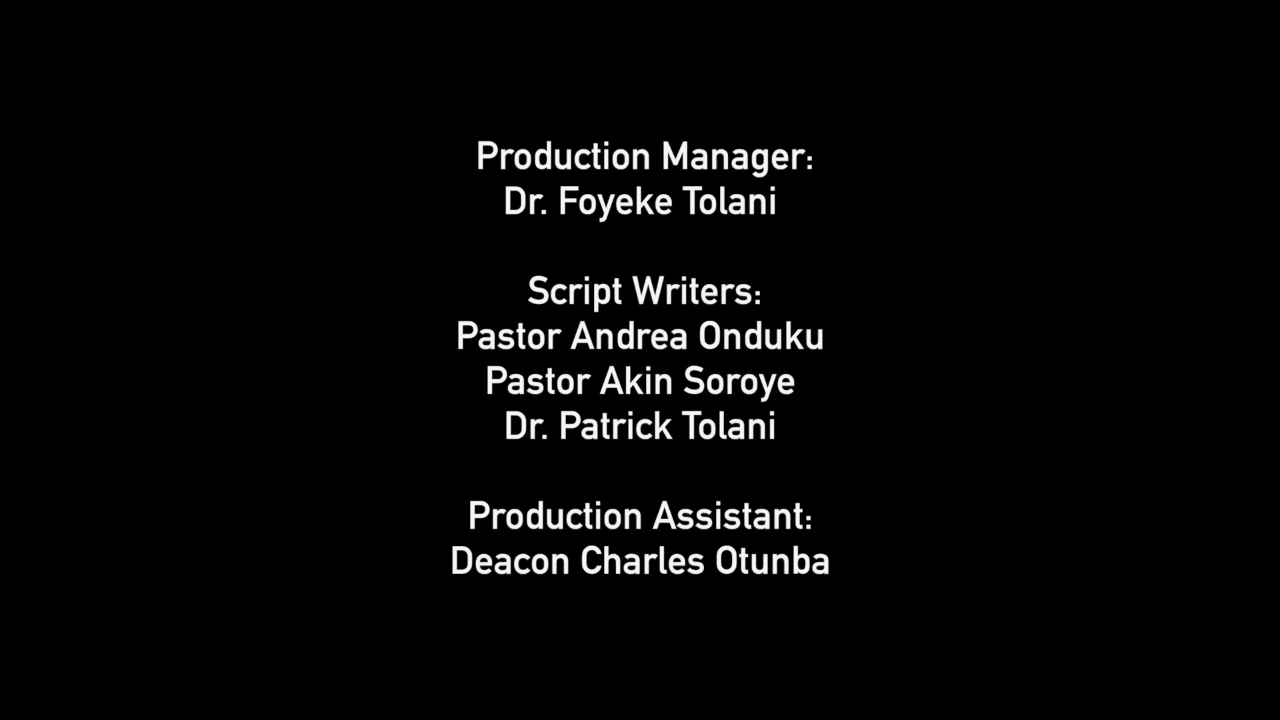 Production Manager:
Dr. Foyeke Tolani
Script Writers:
Pastor Andrea Onduku
Pastor Akin Soroye
Dr. Patrick Tolani
Production Assistant:
Deacon Charles Otunba